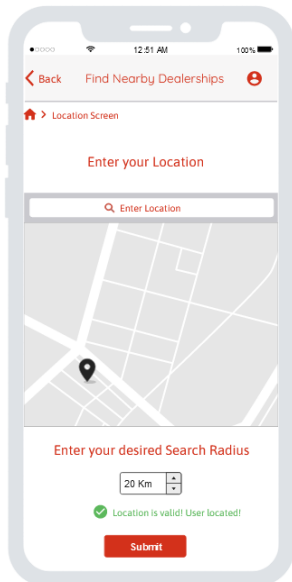 12:51 AM
100%
Back
Find Nearby Dealerships
> Location Screen
Enter your Location
Enter Location
Enter your desired Search Radius
20 Km
Location is valid! User located!
Submit